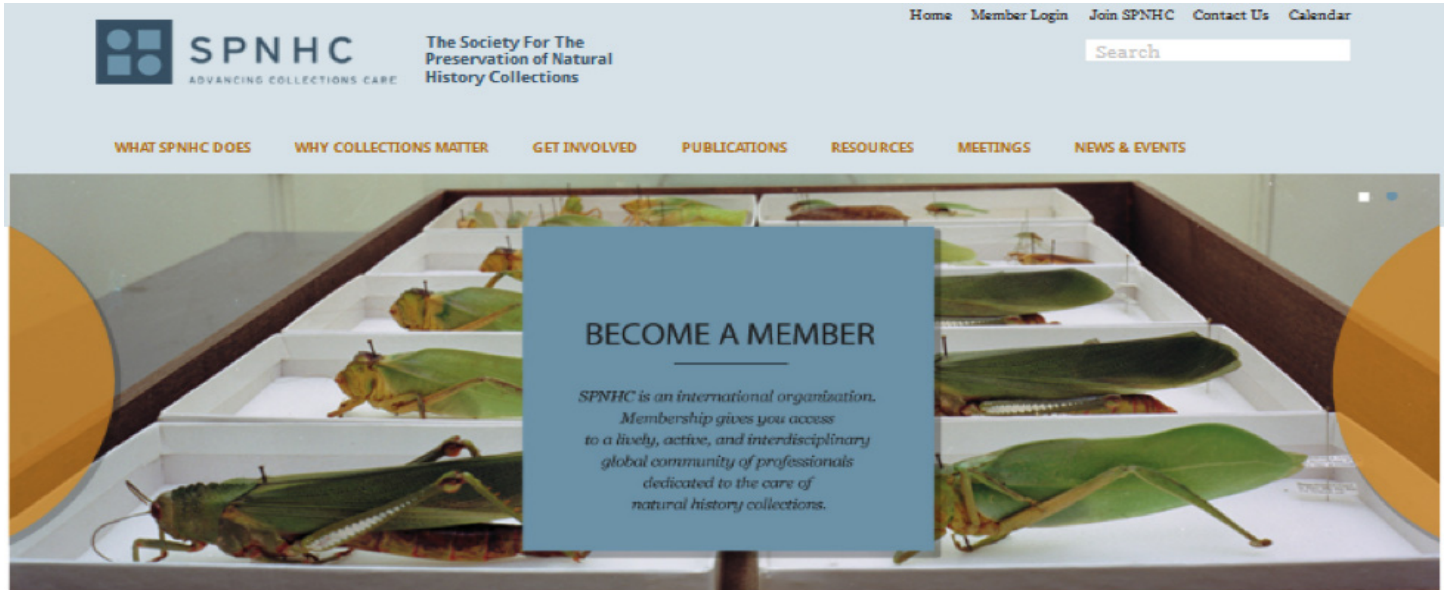 Home Member Login Join SPNHC Contact Us Calendar
SPNHC
ADVANCING COLLECTIONS CARE
The Society For The
Preservation of Natural
History Collections
Search
WHAT SPNHC DOES WHY COLLECTIONS MATTER GET INVOLVED PUBLICATIONS RESOURCES MEETINGS NEWS & EVENTS
BECOME A MEMBER
SPNHC is an international organization.
Membership gives you access
to a lively, active, and interdisciplinary
global community of professionals
dedicated to the care of
natural history collections.